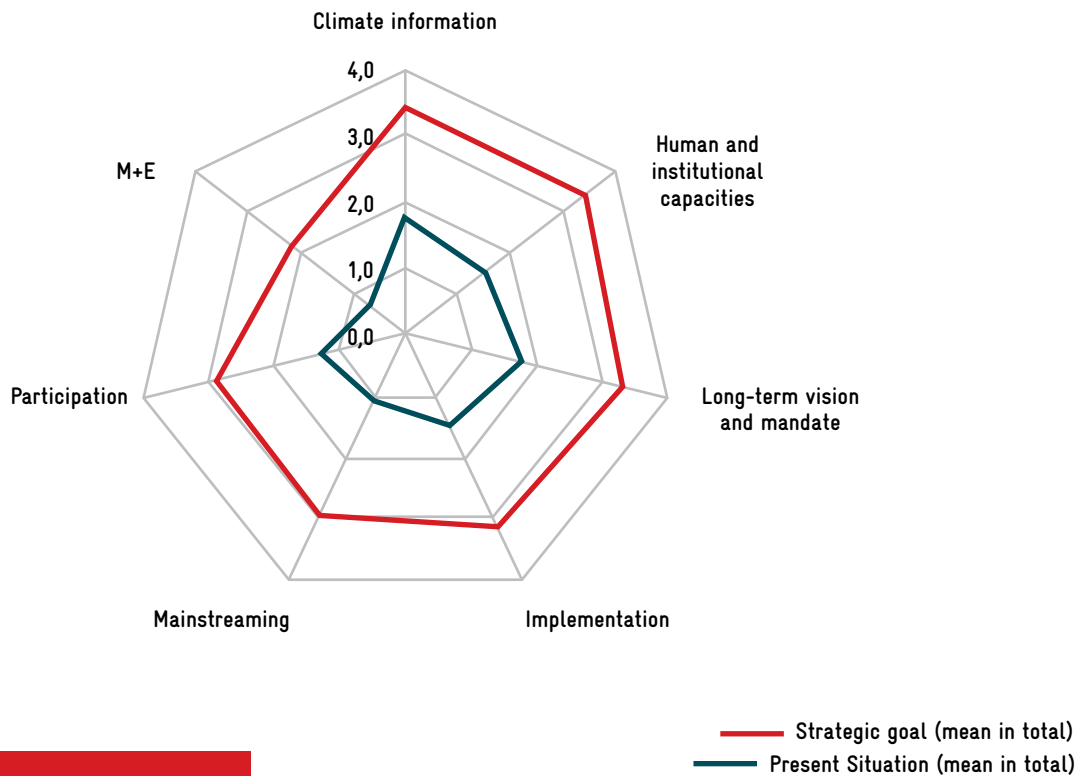 Climate information
4,0
3,0
2,0
1,0
0,0
Human and
institutional
capacities
Long-term vision
and mandate
Implementation
Mainstreaming
Participation
M+E
Strategic goal (mean in total)
Present Situation (mean in total)